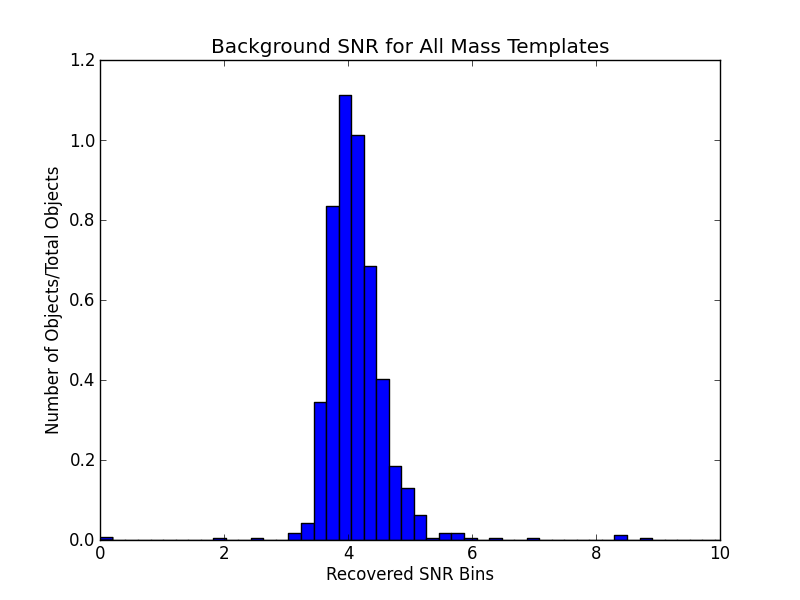 Background SNR for All Mass Templates
1.2
1.0
0.8
0.6
0.4
0.2
0.0
Number of Objects/Total Objects
0 2 4 6 8 10
Recovered SNR Bins